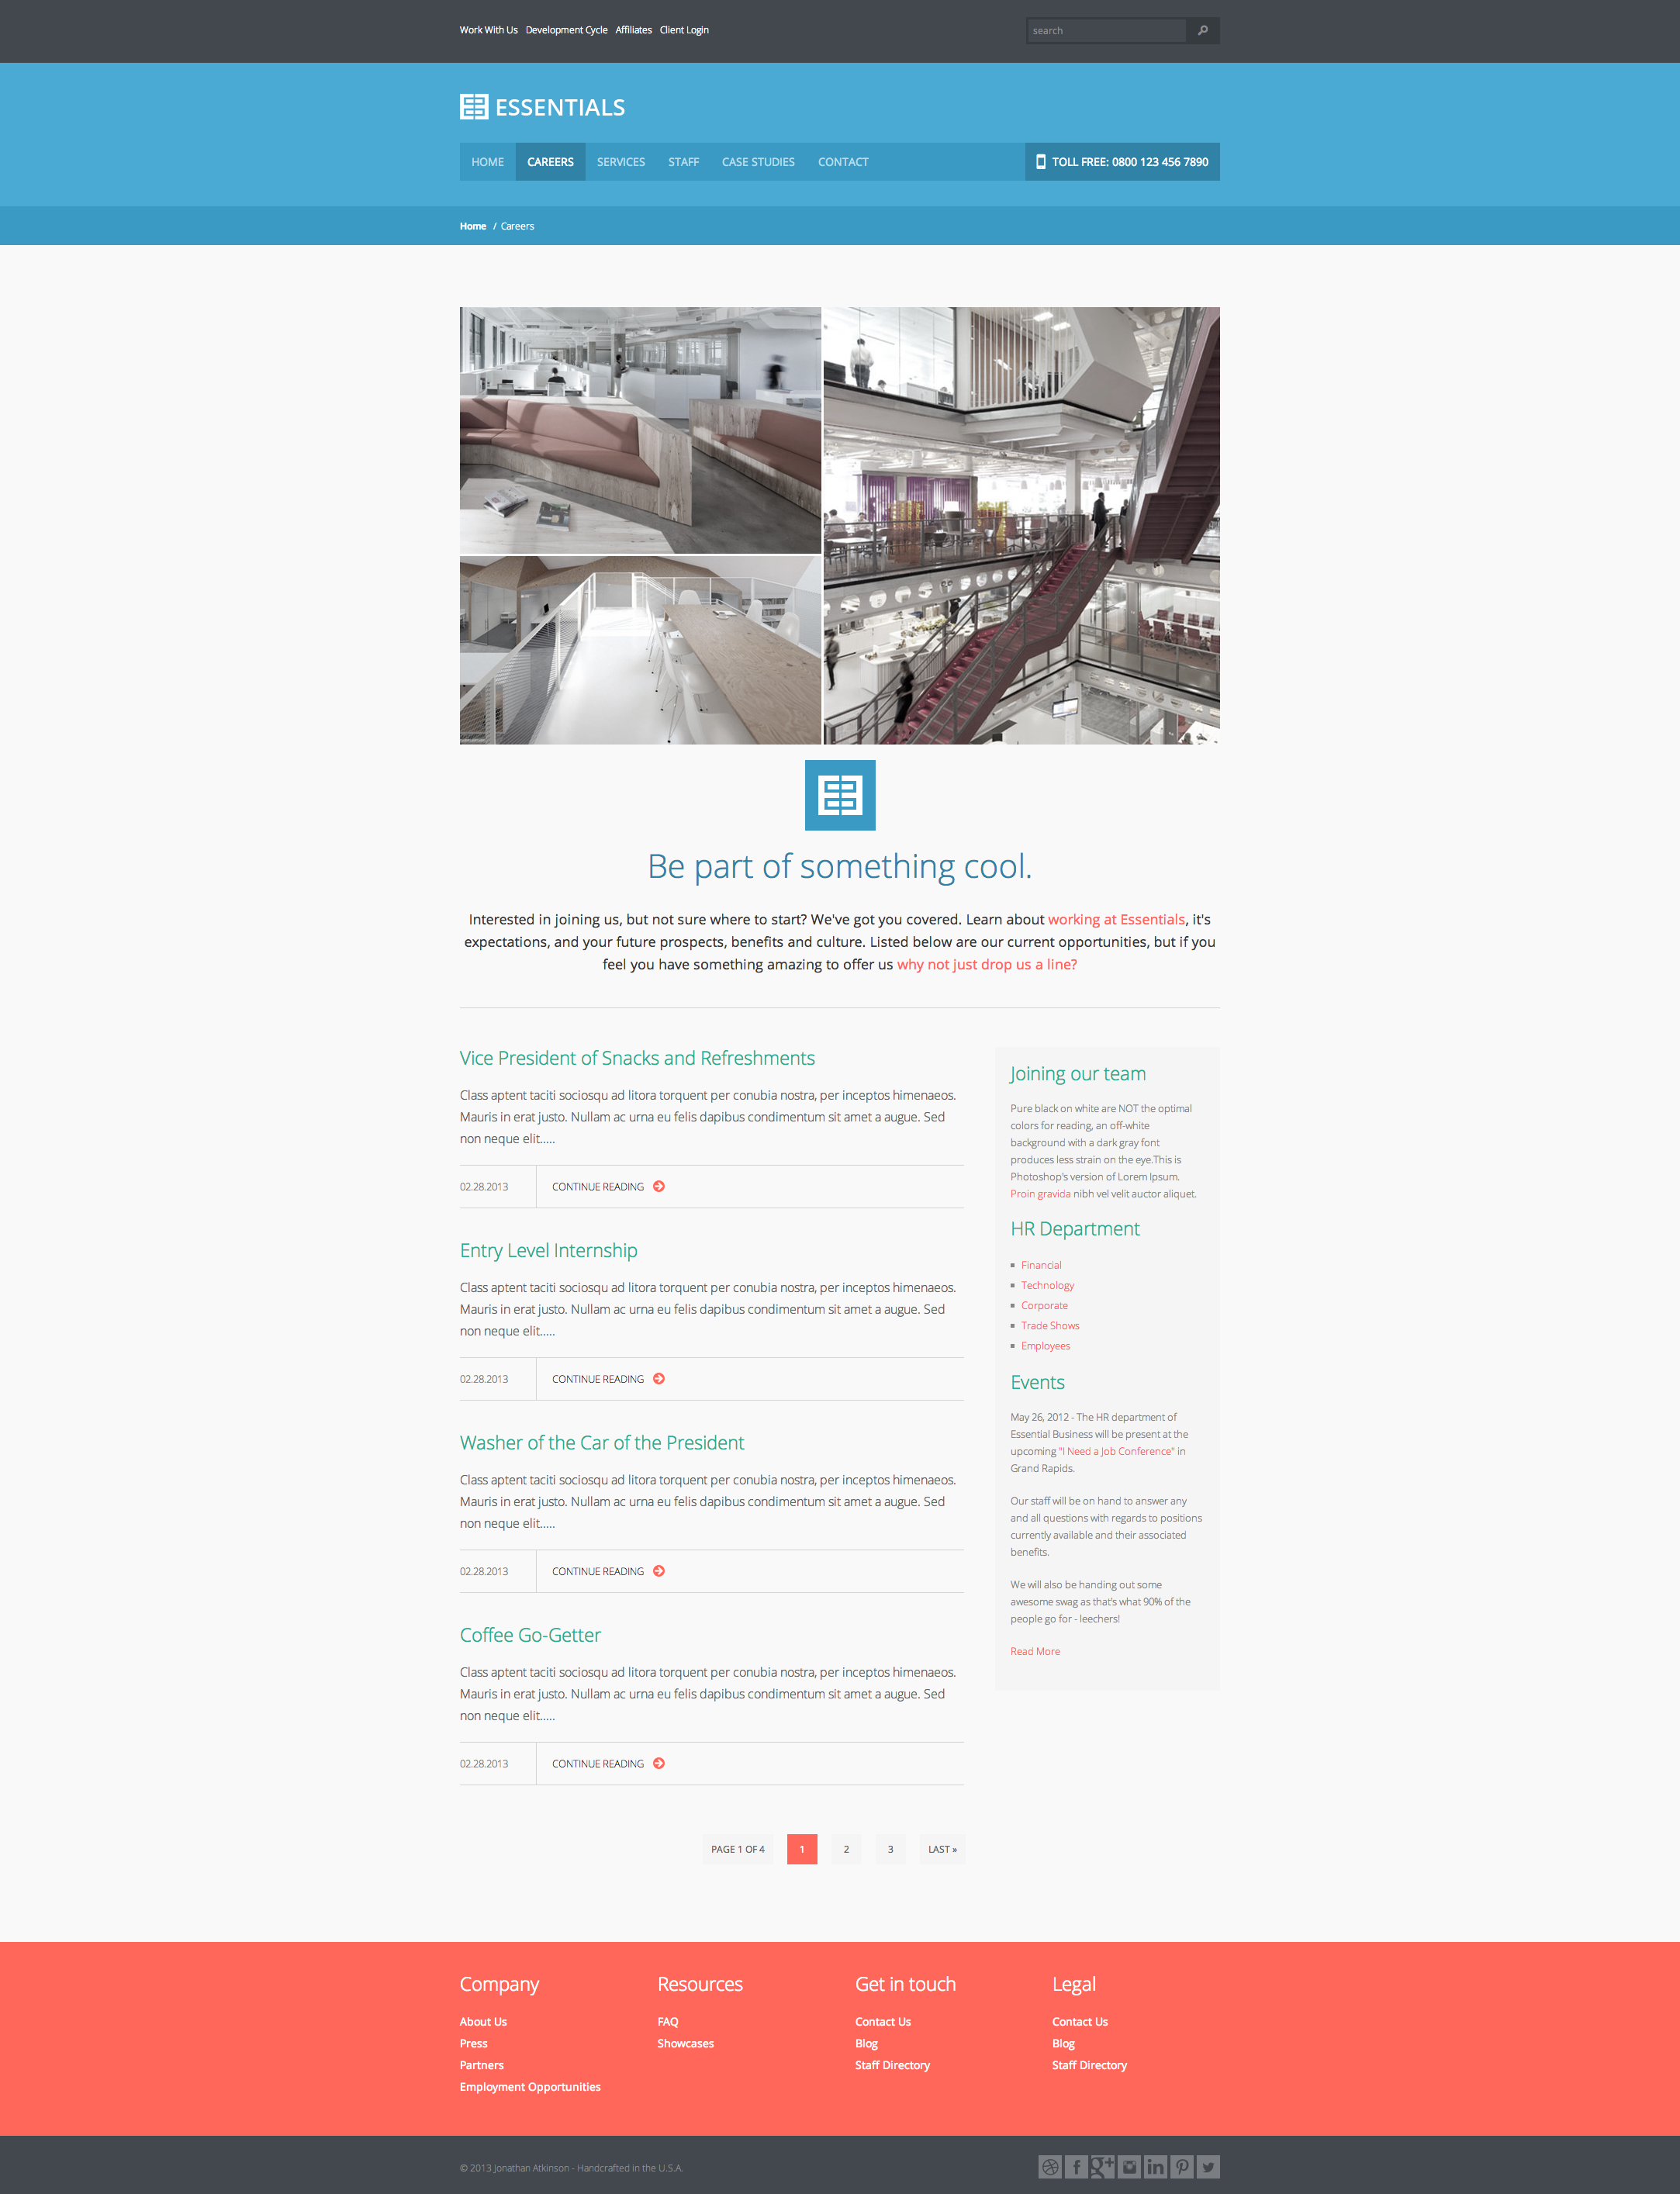 Work With Us Development Cycle Affiliates Client Login
search
ESSENTIALS
HOME CAREERS SERVICES STAFF CASE STUDIES CONTACT
TOLL FREE: 0800 123 456 7890
Home / Careers
Be part of something cool.
Interested in joining us, but not sure where to start? We've got you covered. Learn about working at Essentials, it's
expectations, and your future prospects, benefits and culture. Listed below are our current opportunities, but if you
feel you have something amazing to offer us why not just drop us a line?
Vice President of Snacks and Refreshments
Class aptent taciti sociosqu ad litora torquent per conubia nostra, per inceptos himenaeos.
Mauris in erat justo. Nullam ac urna eu felis dapibus condimentum sit amet a augue. Sed
non neque elit.....
02.28.2013 CONTINUE READING
Entry Level Internship
Class aptent taciti sociosqu ad litora torquent per conubia nostra, per inceptos himenaeos.
Mauris in erat justo. Nullam ac urna eu felis dapibus condimentum sit amet a augue. Sed
non neque elit.....
02.28.2013 CONTINUE READING
Washer of the Car of the President
Class aptent taciti sociosqu ad litora torquent per conubia nostra, per inceptos himenaeos.
Mauris in erat justo. Nullam ac urna eu felis dapibus condimentum sit amet a augue. Sed
non neque elit.....
02.28.2013 CONTINUE READING
Coffee Go-Getter
Class aptent taciti sociosqu ad litora torquent per conubia nostra, per inceptos himenaeos.
Mauris in erat justo. Nullam ac urna eu felis dapibus condimentum sit amet a augue. Sed
non neque elit.....
02.28.2013 CONTINUE READING
PAGE 1 OF 4 1 2 3 LAST »
Joining our team
Pure black on white are NOT the optimal
colors for reading, an off-white
background with a dark gray font
produces less strain on the eye.This is
Photoshop's version of Lorem Ipsum.
Proin gravida nibh vel velit auctor aliquet.
HR Department
Financial
Technology
Corporate
Trade Shows
Employees
Events
May 26, 2012 - The HR department of
Essential Business will be present at the
upcoming "I Need a Job Conference" in
Grand Rapids.
Our staff will be on hand to answer any
and all questions with regards to positions
currently available and their associated
benefits.
We will also be handing out some
awesome swag as that's what 90% of the
people go for - leechers!
Read More
Company
About Us
Press
Partners
Employment Opportunities
Resources
FAQ
Showcases
Get in touch
Contact Us
Blog
Staff Directory
Legal
Contact Us
Blog
Staff Directory
© 2013 Jonathan Atkinson - Handcrafted in the U.S.A.